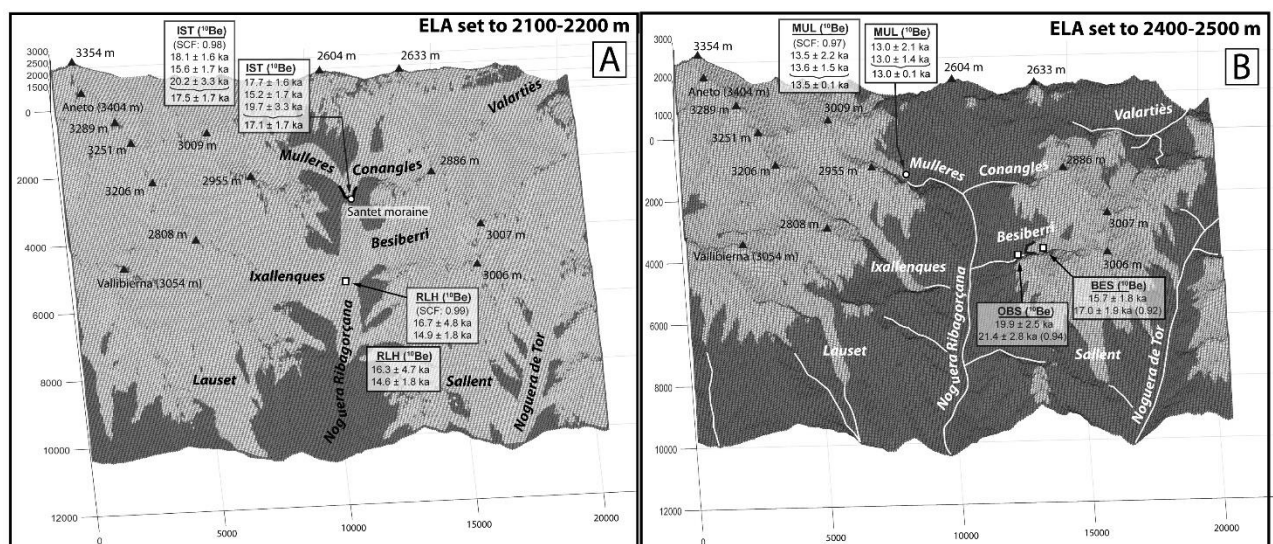 ELA set to 2100-2200 m
A
IST (¹⁰Be)
(SCF: 0.98)
18.1 ± 1.6 ka
15.6 ± 1.7 ka
20.2 ± 3.3 ka
17.5 ± 1.7 ka
IST (¹⁰Be)
17.7 ± 1.6 ka
15.2 ± 1.7 ka
19.7 ± 3.3 ka
17.1 ± 1.7 ka
3354 m
2604 m
2633 m
Aneto (3404 m)
3289 m
3251 m
3009 m
3206 m
2955 m
2886 m
2808 m
3007 m
3006 m
Vallibierna (3054 m)
Valartiès
Mulleres
Conangles
Santet moraine
Besiberri
Ixallenques
RLH (¹⁰Be)
(SCF: 0.99)
16.7 ± 4.8 ka
14.9 ± 1.8 ka
RLH (¹⁰Be)
16.3 ± 4.7 ka
14.6 ± 1.8 ka
Lauset
Noguera Ribagorçana
Sallent
Noguera de Tor
3000
2500
2000
1500
0
2000
4000
6000
8000
10000
12000
0
5000
10000
15000
20000
ELA set to 2400-2500 m
B
MUL (¹⁰Be)
(SCF: 0.97)
13.5 ± 2.2 ka
13.6 ± 1.5 ka
13.5 ± 0.1 ka
MUL (¹⁰Be)
13.0 ± 2.1 ka
13.0 ± 1.4 ka
13.0 ± 0.1 ka
3354 m
2604 m
2633 m
Aneto (3404 m)
3289 m
3009 m
3251 m
3206 m
2955 m
2886 m
2808 m
3007 m
3006 m
Vallibierna (3054 m)
Valartiès
Mulleres
Conangles
Besiberri
Ixallenques
BES (¹⁰Be)
15.7 ± 1.8 ka
17.0 ± 1.9 ka (0.92)
OBS (¹⁰Be)
19.9 ± 2.5 ka
21.4 ± 2.8 ka (0.94)
Lauset
Noguera Ribagorçana
Sallent
Noguera de Tor
3000
2000
1000
0
2000
4000
6000
8000
10000
12000
0
5000
10000
15000
20000